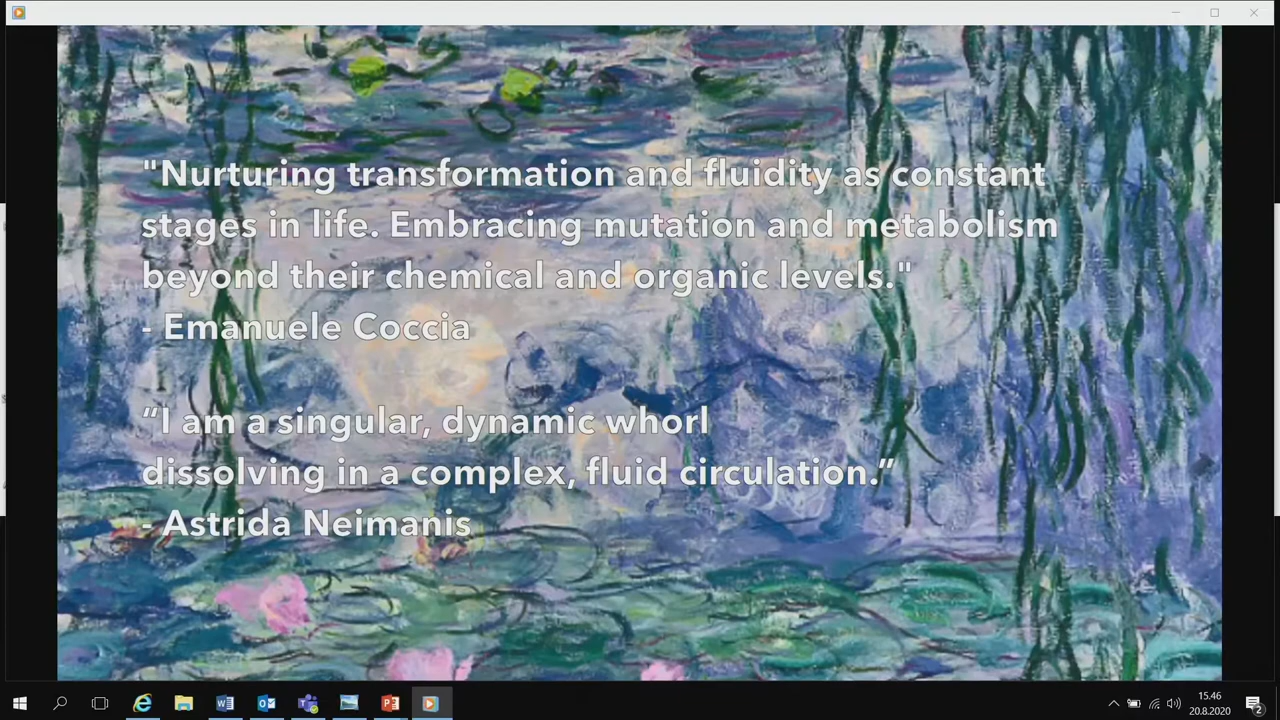 "Nurturing transformation and fluidity as constant
stages in life. Embracing mutation and metabolism
beyond their chemical and organic levels."
- Emanuele Coccia
“I am a singular, dynamic whorl
dissolving in a complex, fluid circulation.”
- Astrida Neimanis
15.46
20.8.2020
2